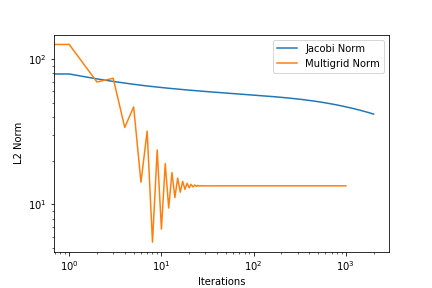 Jacobi Norm
Multigrid Norm
10²
10¹
L2 Norm
10⁰ 10¹ 10² 10³
Iterations